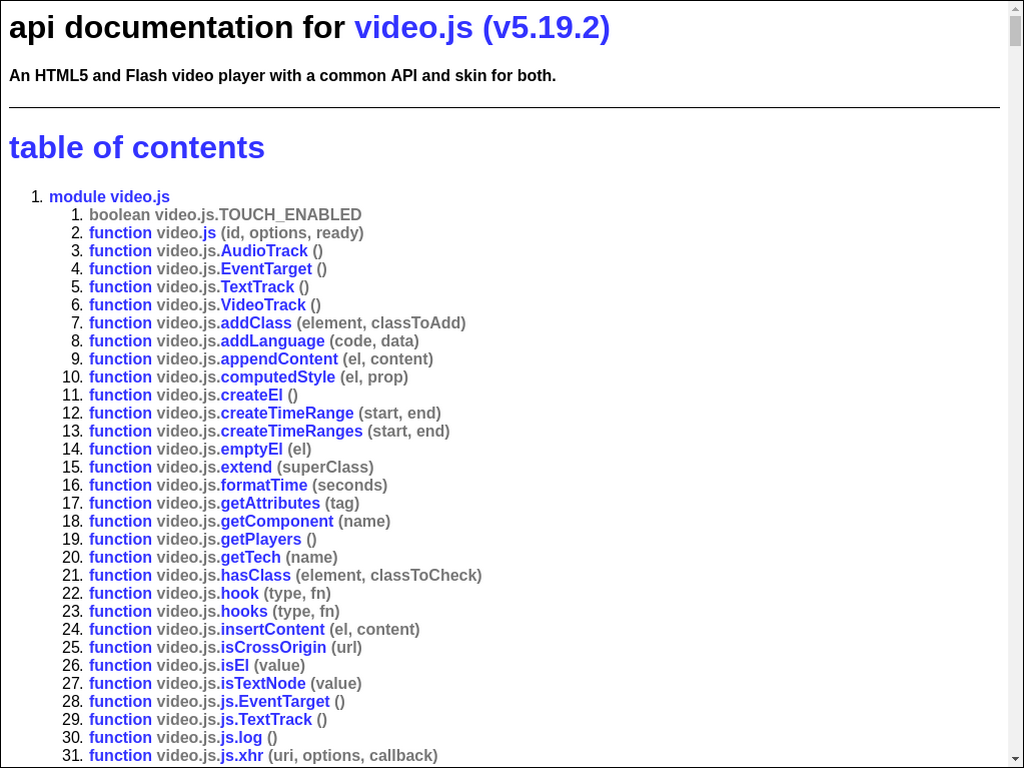 api documentation for video.js (v5.19.2)
An HTML5 and Flash video player with a common API and skin for both.
table of contents
1. module video.js
1. boolean video.js.TOUCH_ENABLED
2. function video.js (id, options, ready)
3. function video.js.AudioTrack ()
4. function video.js.EventTarget ()
5. function video.js.TextTrack ()
6. function video.js.VideoTrack ()
7. function video.js.addClass (element, classToAdd)
8. function video.js.addLanguage (code, data)
9. function video.js.appendContent (el, content)
10. function video.js.computedStyle (el, prop)
11. function video.js.createEl ()
12. function video.js.createTimeRange (start, end)
13. function video.js.createTimeRanges (start, end)
14. function video.js.emptyEl (el)
15. function video.js.extend (superClass)
16. function video.js.formatTime (seconds)
17. function video.js.getAttributes (tag)
18. function video.js.getComponent (name)
19. function video.js.getPlayers ()
20. function video.js.getTech (name)
21. function video.js.hasClass (element, classToCheck)
22. function video.js.hook (type, fn)
23. function video.js.hooks (type, fn)
24. function video.js.insertContent (el, content)
25. function video.js.isCrossOrigin (url)
26. function video.js.isEl (value)
27. function video.js.isTextNode (value)
28. function video.js.js.EventTarget ()
29. function video.js.js.TextTrack ()
30. function video.js.js.log ()
31. function video.js.js.xhr (uri, options, callback)